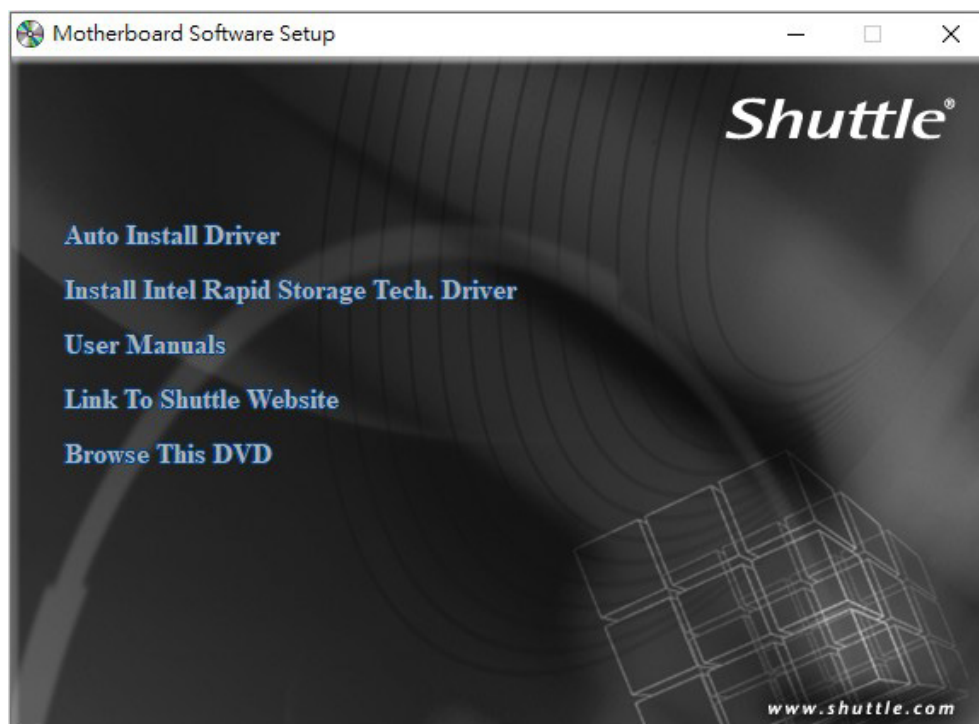 Motherboard Software Setup
Shuttle®
Auto Install Driver
Install Intel Rapid Storage Tech. Driver
User Manuals
Link To Shuttle Website
Browse This DVD
www.shuttle.com